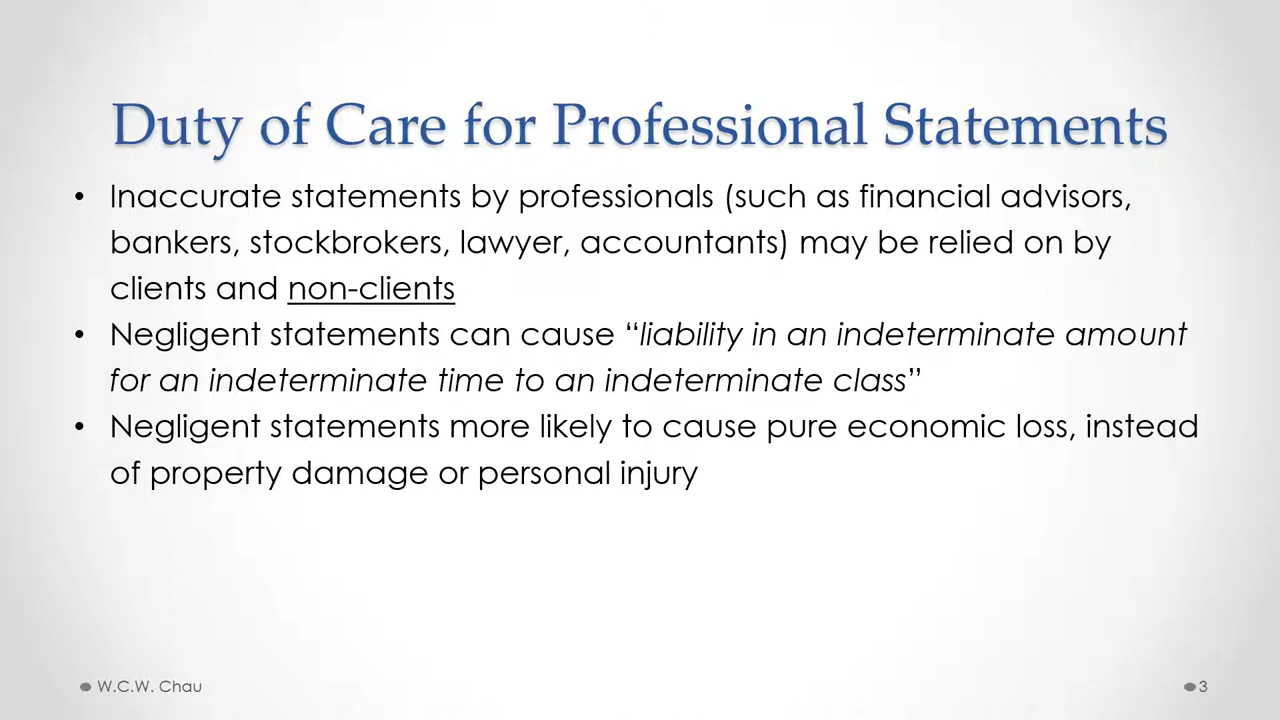 Duty of Care for Professional Statements
• Inaccurate statements by professionals (such as financial advisors,
bankers, stockbrokers, lawyer, accountants) may be relied on by
clients and non-clients
• Negligent statements can cause “liability in an indeterminate amount
for an indeterminate time to an indeterminate class”
• Negligent statements more likely to cause pure economic loss, instead
of property damage or personal injury
W.C.W. Chau
3